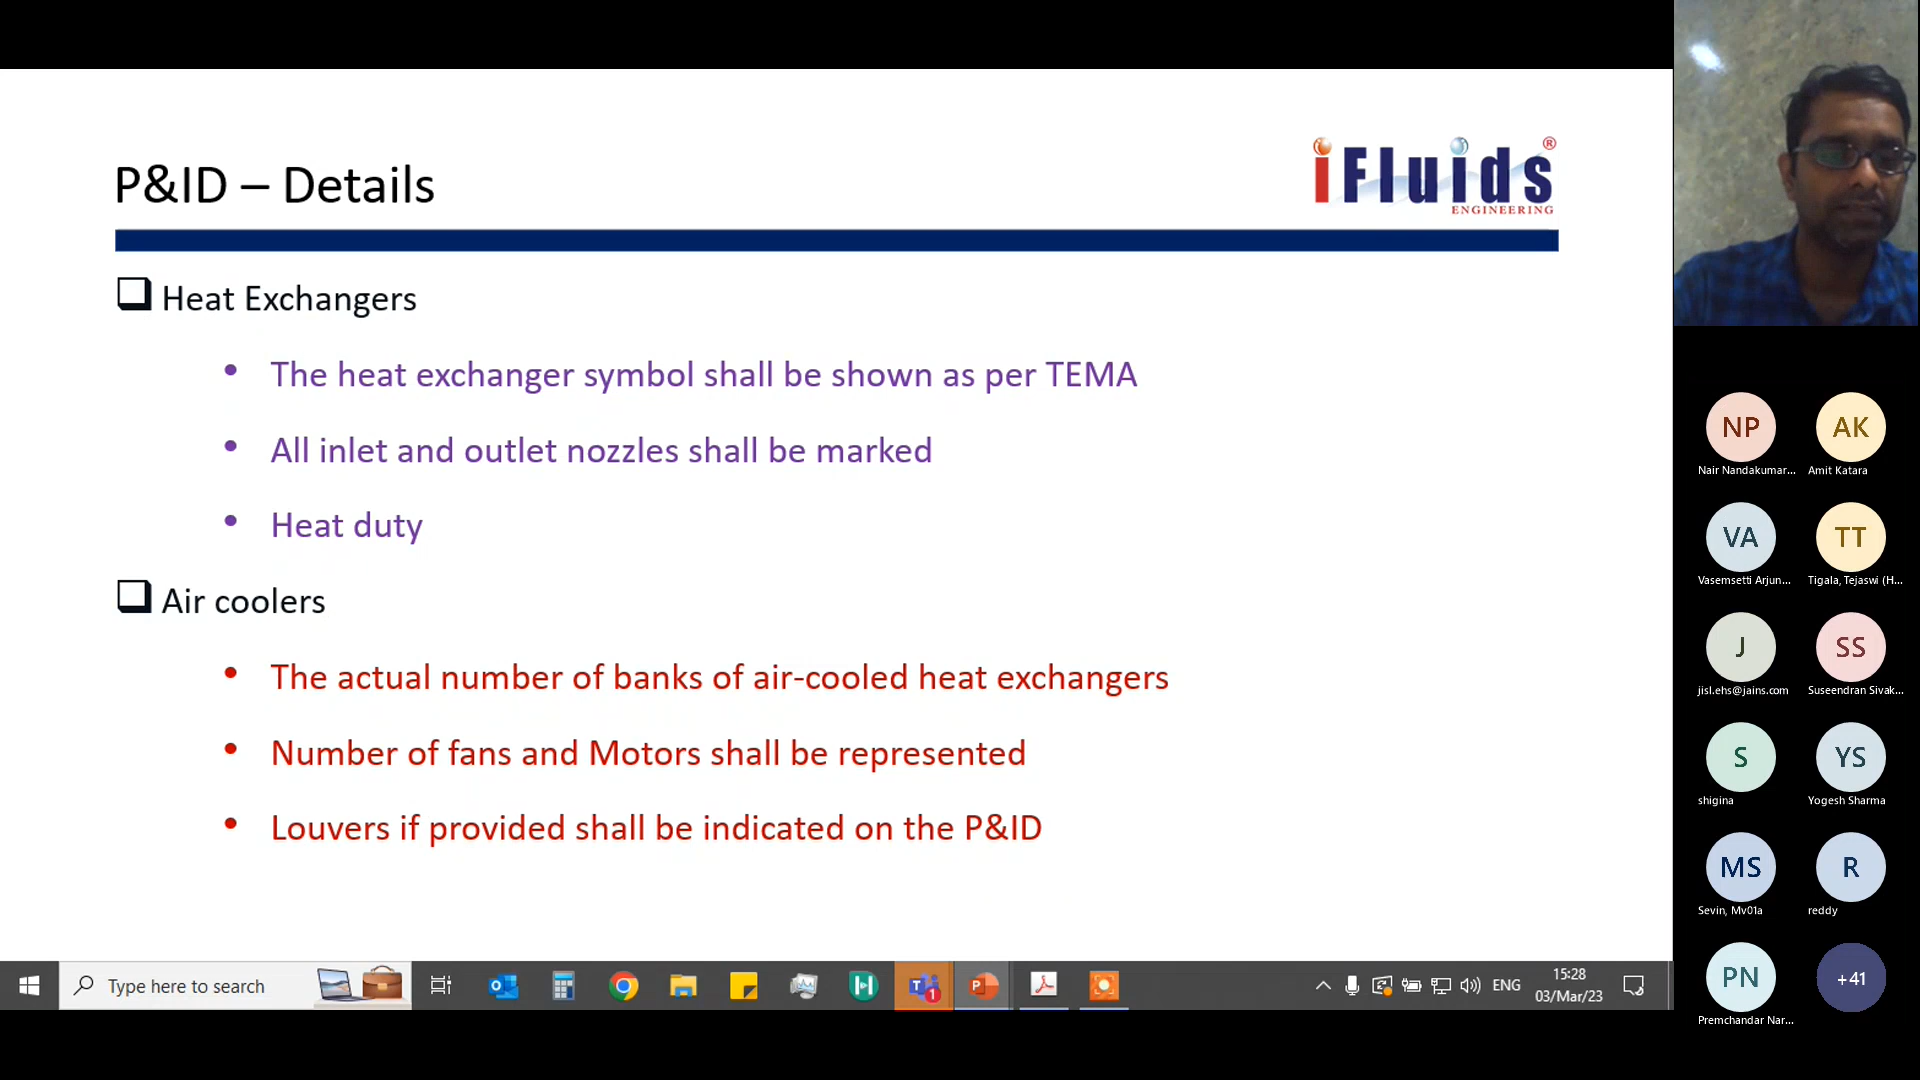 P&ID – Details
iFluids®
ENGINEERING
Heat Exchangers
• The heat exchanger symbol shall be shown as per TEMA
• All inlet and outlet nozzles shall be marked
• Heat duty
Air coolers
• The actual number of banks of air-cooled heat exchangers
• Number of fans and Motors shall be represented
• Louvers if provided shall be indicated on the P&ID
NP
AK
Nair Nandakumar...
Amit Katara
VA
TT
Vasemsetti Arjun...
Tigala, Tejaswi (H...
J
SS
jisl.ehs@jains.com
Suseendran Sivak...
S
YS
shigina
Yogesh Sharma
MS
R
Sevin, Mv01a
reddy
PN
+41
Premchandar Nar...
Type here to search
1
ENG
15:28
03/Mar/23